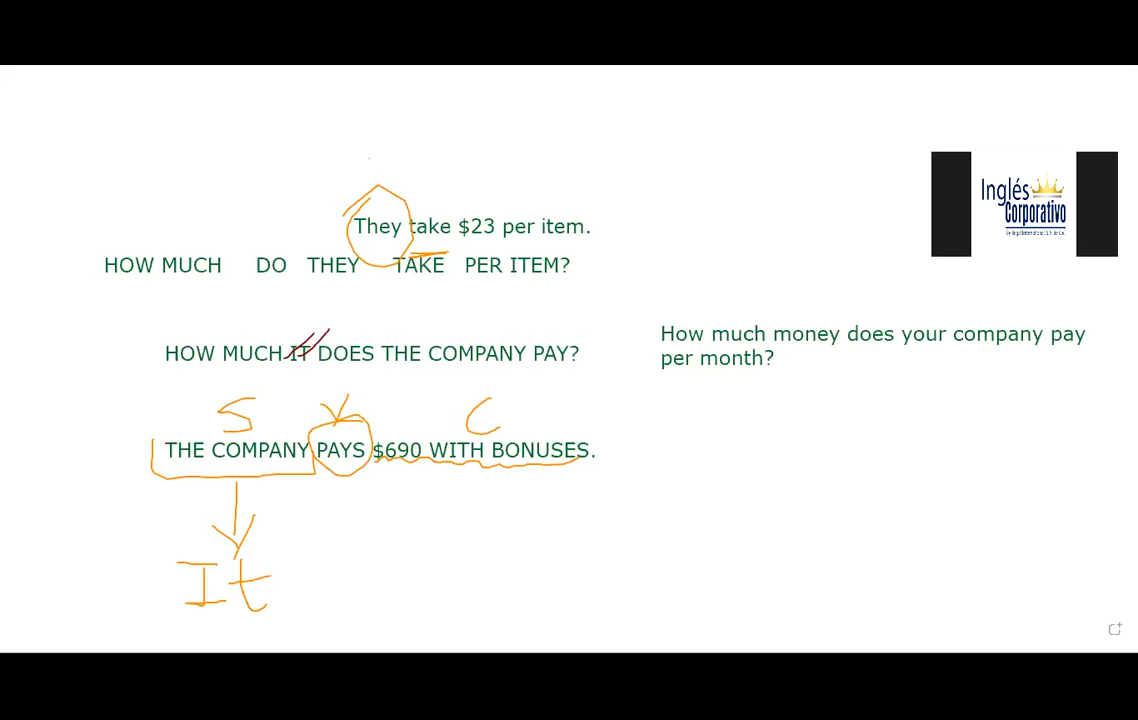 They take $23 per item.
HOW MUCH DO THEY TAKE PER ITEM?
HOW MUCH IT DOES THE COMPANY PAY?
How much money does your company pay
per month?
S V C
THE COMPANY PAYS $690 WITH BONUSES.
It
Inglés
Corporativo